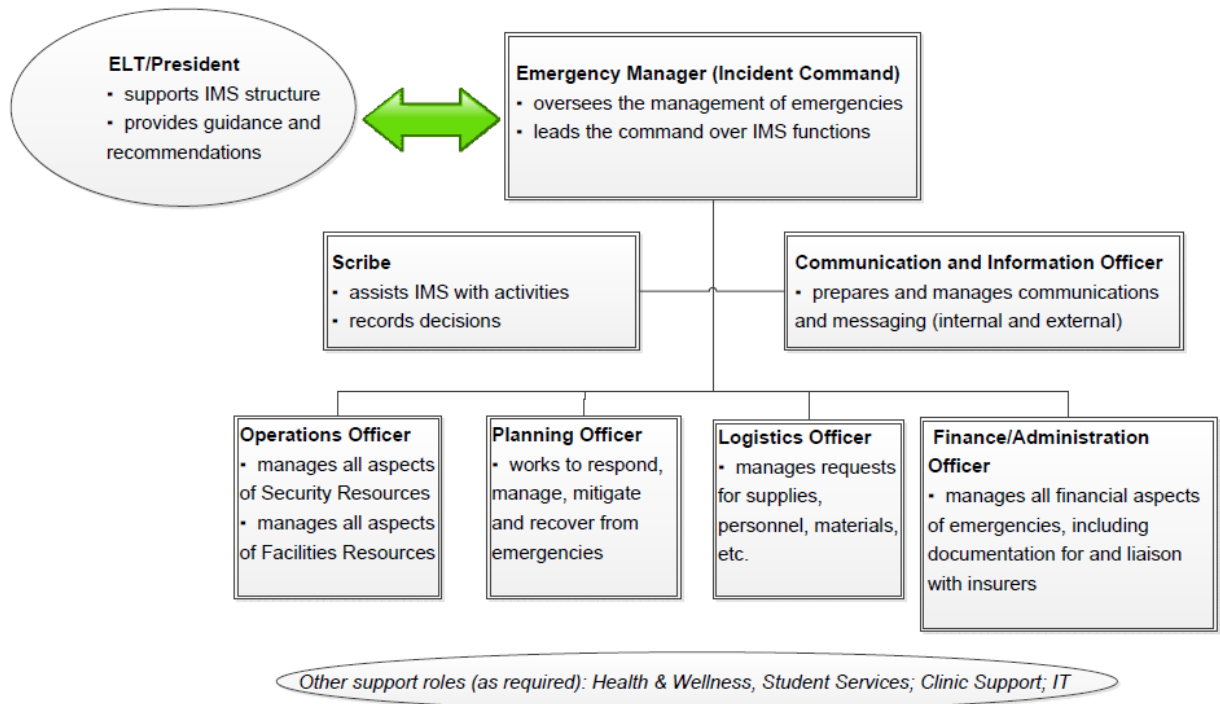 ELT/President
▪ supports IMS structure
▪ provides guidance and
recommendations
Emergency Manager (Incident Command)
▪ oversees the management of emergencies
▪ leads the command over IMS functions
Scribe
▪ assists IMS with activities
▪ records decisions
Communication and Information Officer
▪ prepares and manages communications
and messaging (internal and external)
Operations Officer
▪ manages all aspects
of Security Resources
▪ manages all aspects
of Facilities Resources
Planning Officer
▪ works to respond,
manage, mitigate
and recover from
emergencies
Logistics Officer
▪ manages requests
for supplies,
personnel, materials,
etc.
Finance/Administration
Officer
▪ manages all financial aspects
of emergencies, including
documentation for and liaison
with insurers
Other support roles (as required): Health & Wellness, Student Services; Clinic Support; IT